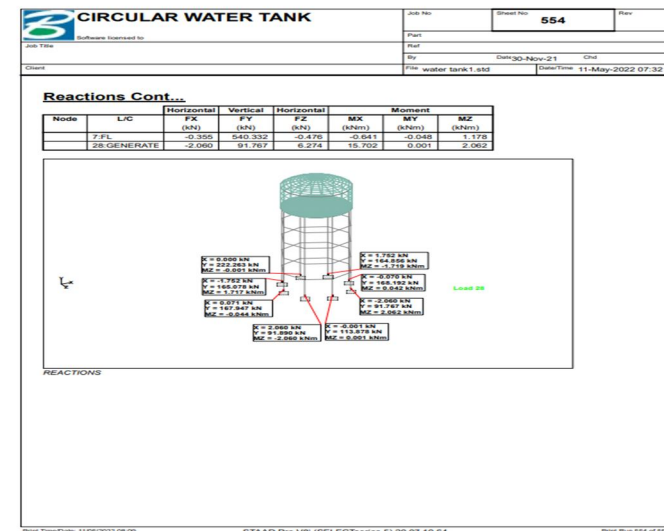 CIRCULAR WATER TANK
Software licensed to
Job No
Sheet No
554
Rev
Part
Job Title
Ref
By
Date 30-Nov-21
Chd
Client
File water tank1.std
Date/Time 11-May-2022 07:32
Reactions Cont...
Horizontal Vertical Horizontal Moment
Node L/C FX FY FZ MX MY MZ
(kN) (kN) (kN) (kNm) (kNm) (kNm)
7:FL -0.355 540.332 -0.476 -0.641 -0.048 1.178
28:GENERATE -2.060 91.767 6.274 15.702 0.001 2.062
X = 0.000 kN
Y = 222.263 kN
MZ = -0.001 kNm
X = 1.752 kN
Y = 164.856 kN
MZ = -1.719 kNm
X = -1.752 kN
Y = 165.078 kN
MZ = 1.717 kNm
X = -0.070 kN
Y = 168.192 kN
MZ = 0.042 kNm
Load 28
X = 0.071 kN
Y = 167.947 kN
MZ = -0.044 kNm
X = -2.060 kN
Y = 91.767 kN
MZ = 2.062 kNm
X = 2.060 kN
Y = 91.890 kN
MZ = -2.060 kNm
X = -0.001 kN
Y = 113.878 kN
MZ = 0.001 kNm
REACTIONS